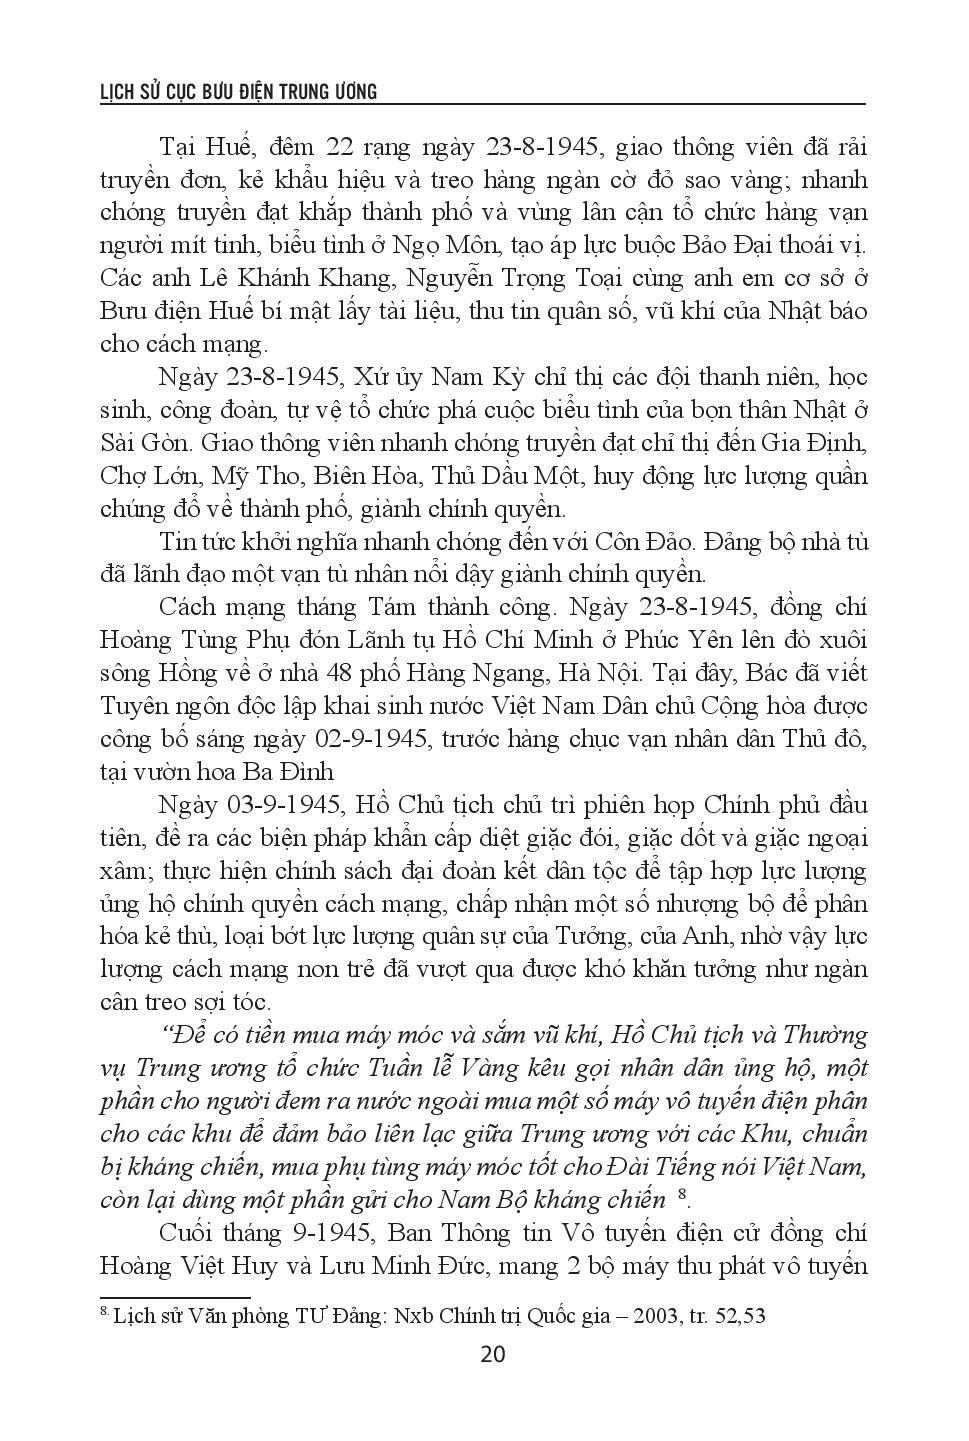 LỊCH SỬ CỤC BƯU ĐIỆN TRUNG ƯƠNG
Tại Huế, đêm 22 rạng ngày 23-8-1945, giao thông viên đã rải
truyền đơn, kẻ khẩu hiệu và treo hàng ngàn cờ đỏ sao vàng; nhanh
chóng truyền đạt khắp thành phố và vùng lân cận tổ chức hàng vạn
người mít tinh, biểu tình ở Ngọ Môn, tạo áp lực buộc Bảo Đại thoái vị.
Các anh Lê Khánh Khang, Nguyễn Trọng Toại cùng anh em cơ sở ở
Bưu điện Huế bí mật lấy tài liệu, thu tin quân số, vũ khí của Nhật báo
cho cách mạng.
Ngày 23-8-1945, Xứ ủy Nam Kỳ chỉ thị các đội thanh niên, học
sinh, công đoàn, tự vệ tổ chức phá cuộc biểu tình của bọn thân Nhật ở
Sài Gòn. Giao thông viên nhanh chóng truyền đạt chỉ thị đến Gia Định,
Chợ Lớn, Mỹ Tho, Biên Hòa, Thủ Dầu Một, huy động lực lượng quần
chúng đổ về thành phố, giành chính quyền.
Tin tức khởi nghĩa nhanh chóng đến với Côn Đảo. Đảng bộ nhà tù
đã lãnh đạo một vạn tù nhân nổi dậy giành chính quyền.
Cách mạng tháng Tám thành công. Ngày 23-8-1945, đồng chí
Hoàng Tùng Phụ đón Lãnh tụ Hồ Chí Minh ở Phúc Yên lên đò xuôi
sông Hồng về ở nhà 48 phố Hàng Ngang, Hà Nội. Tại đây, Bác đã viết
Tuyên ngôn độc lập khai sinh nước Việt Nam Dân chủ Cộng hòa được
công bố sáng ngày 02-9-1945, trước hàng chục vạn nhân dân Thủ đô,
tại vườn hoa Ba Đình
Ngày 03-9-1945, Hồ Chủ tịch chủ trì phiên họp Chính phủ đầu
tiên, đề ra các biện pháp khẩn cấp diệt giặc đói, giặc dốt và giặc ngoại
xâm; thực hiện chính sách đại đoàn kết dân tộc để tập hợp lực lượng
ủng hộ chính quyền cách mạng, chấp nhận một số nhượng bộ để phân
hóa kẻ thù, loại bớt lực lượng quân sự của Tưởng, của Anh, nhờ vậy lực
lượng cách mạng non trẻ đã vượt qua được khó khăn tưởng như ngàn
cân treo sợi tóc.
“Để có tiền mua máy móc và sắm vũ khí, Hồ Chủ tịch và Thường
vụ Trung ương tổ chức Tuần lễ Vàng kêu gọi nhân dân ủng hộ, một
phần cho người đem ra nước ngoài mua một số máy vô tuyến điện phân
cho các khu để đảm bảo liên lạc giữa Trung ương với các Khu, chuẩn
bị kháng chiến, mua phụ tùng máy móc tốt cho Đài Tiếng nói Việt Nam,
còn lại dùng một phần gửi cho Nam Bộ kháng chiến 8.
Cuối tháng 9-1945, Ban Thông tin Vô tuyến điện cử đồng chí
Hoàng Việt Huy và Lưu Minh Đức, mang 2 bộ máy thu phát vô tuyến
8. Lịch sử Văn phòng TƯ Đảng: Nxb Chính trị Quốc gia – 2003, tr. 52,53
20